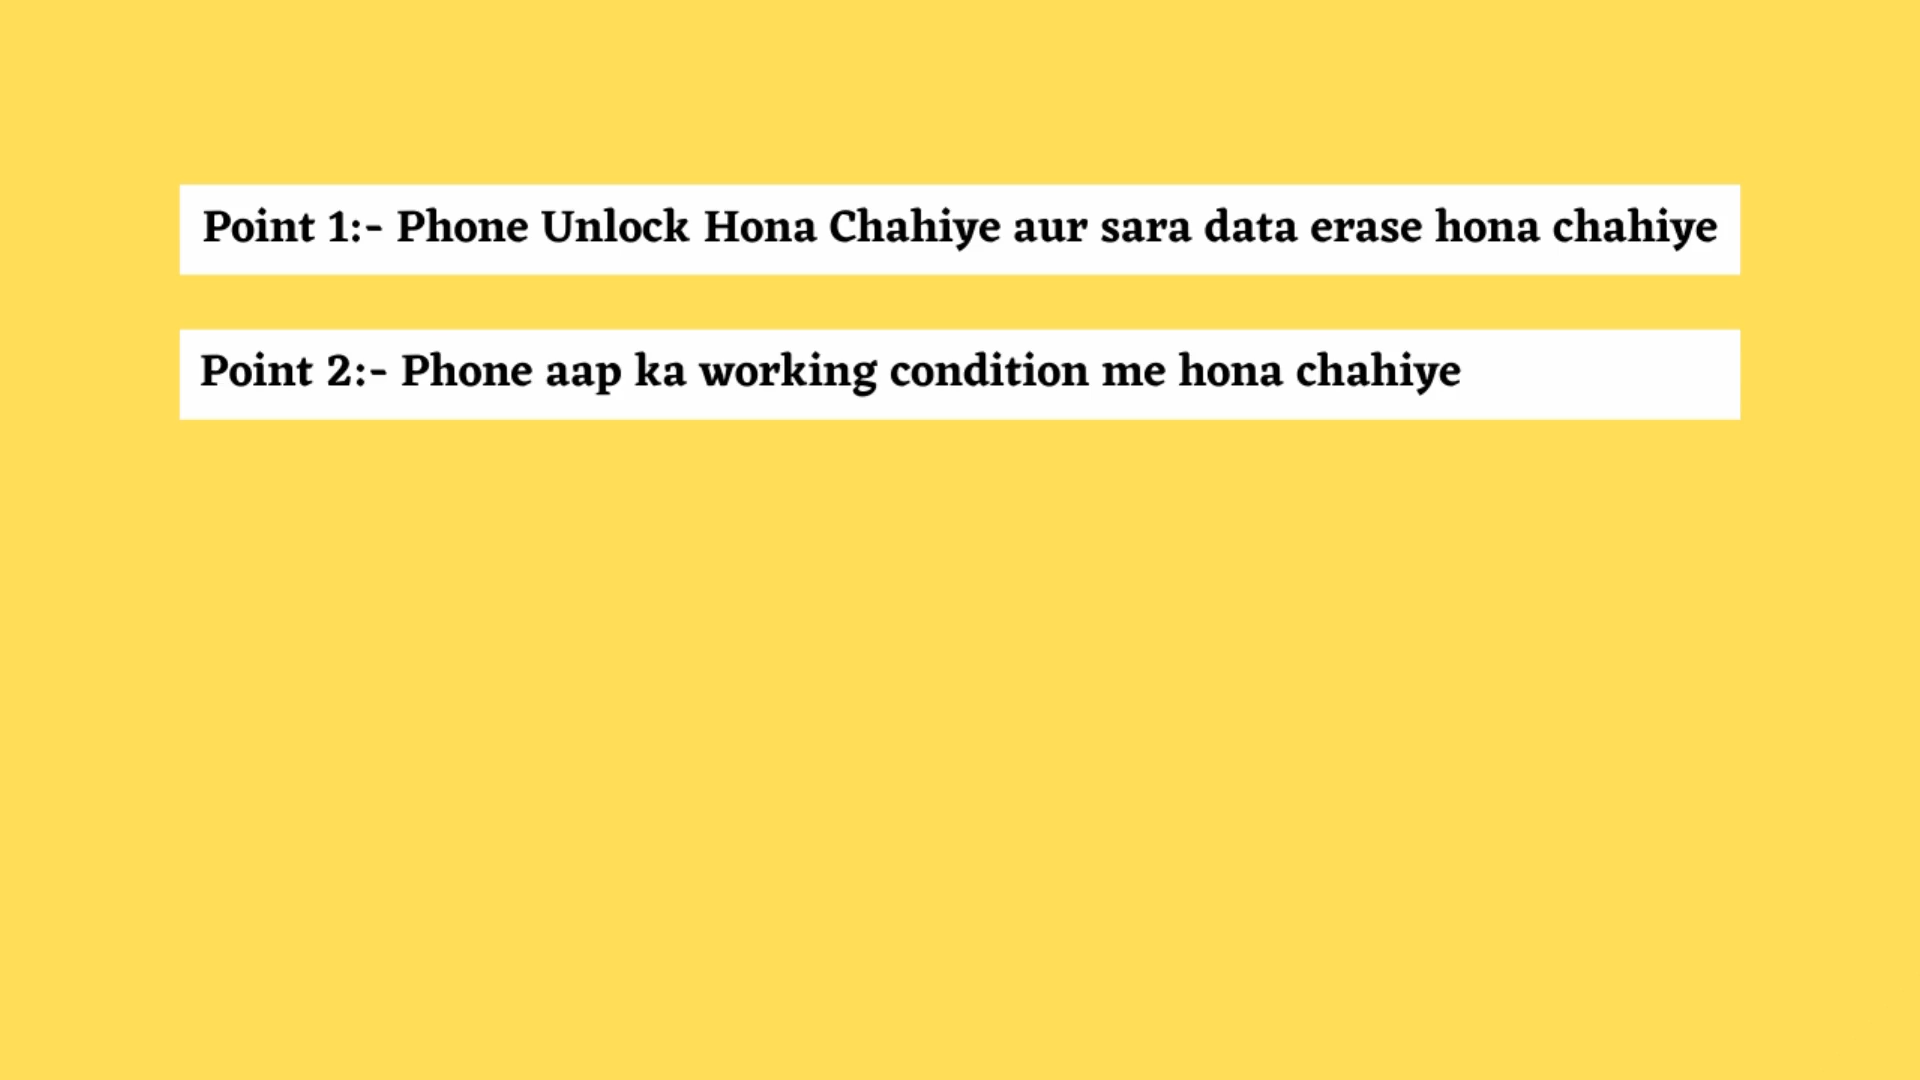 Point 1:- Phone Unlock Hona Chahiye aur sara data erase hona chahiye
Point 2:- Phone aap ka working condition me hona chahiye